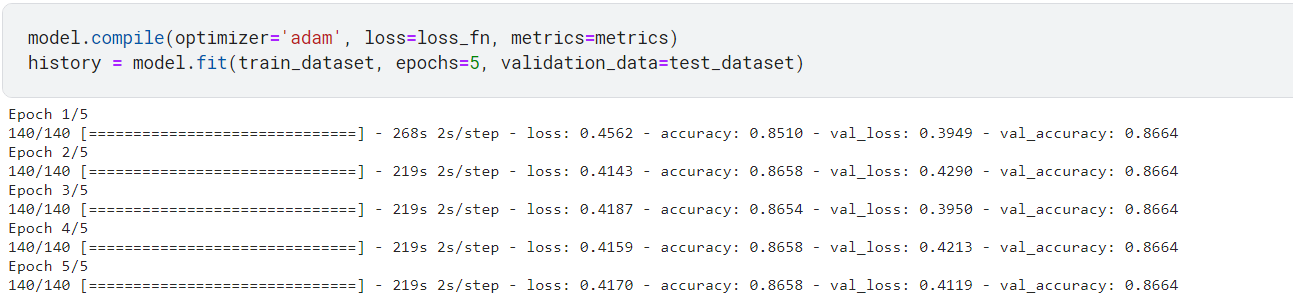 model.compile(optimizer='adam', loss=loss_fn, metrics=metrics)
history = model.fit(train_dataset, epochs=5, validation_data=test_dataset)
Epoch 1/5
140/140 [==============================] - 268s 2s/step - loss: 0.4562 - accuracy: 0.8510 - val_loss: 0.3949 - val_accuracy: 0.8664
Epoch 2/5
140/140 [==============================] - 219s 2s/step - loss: 0.4143 - accuracy: 0.8658 - val_loss: 0.4290 - val_accuracy: 0.8664
Epoch 3/5
140/140 [==============================] - 219s 2s/step - loss: 0.4187 - accuracy: 0.8654 - val_loss: 0.3950 - val_accuracy: 0.8664
Epoch 4/5
140/140 [==============================] - 219s 2s/step - loss: 0.4159 - accuracy: 0.8658 - val_loss: 0.4213 - val_accuracy: 0.8664
Epoch 5/5
140/140 [==============================] - 219s 2s/step - loss: 0.4170 - accuracy: 0.8658 - val_loss: 0.4119 - val_accuracy: 0.8664